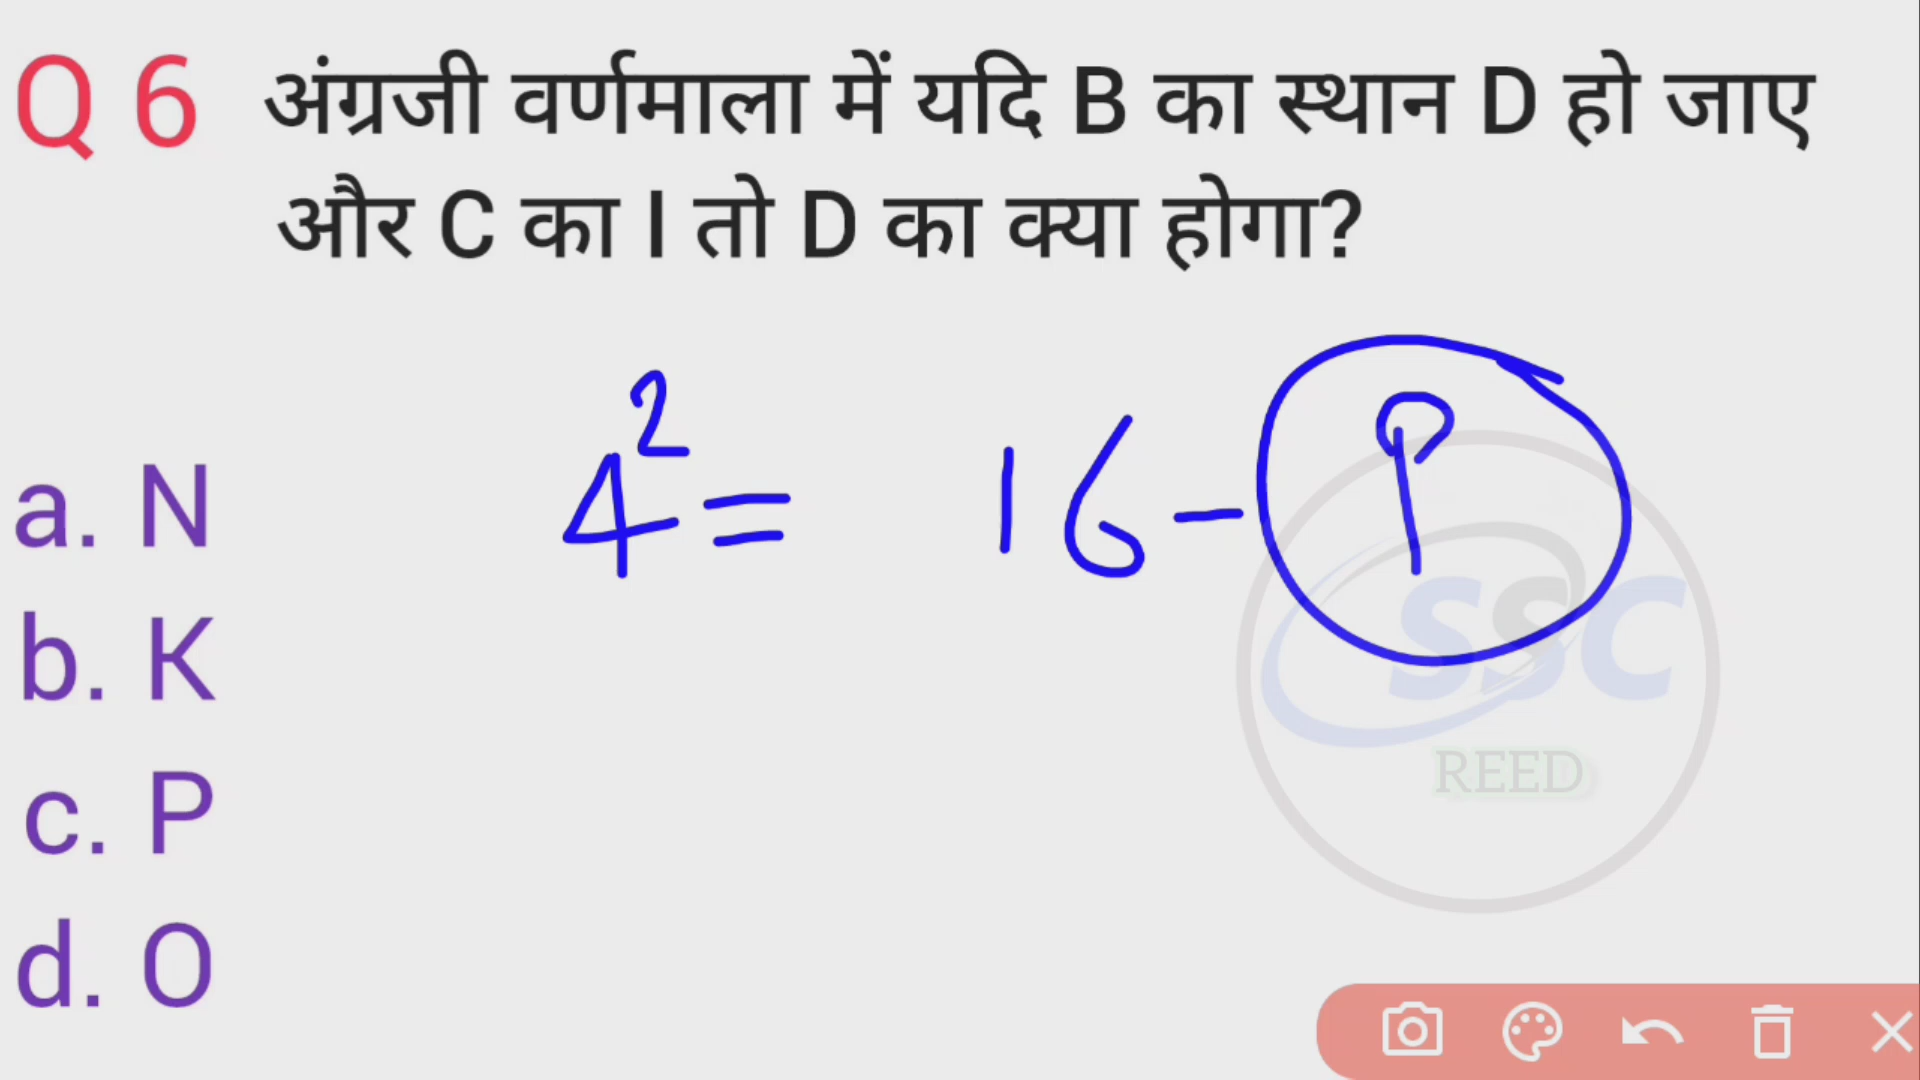 Q 6 अंग्रजी वर्णमाला में यदि B का स्थान D हो जाए
और C का I तो D का क्या होगा?
4² = 16 - P
a. N
b. K
c. P
d. O
SSC
REED